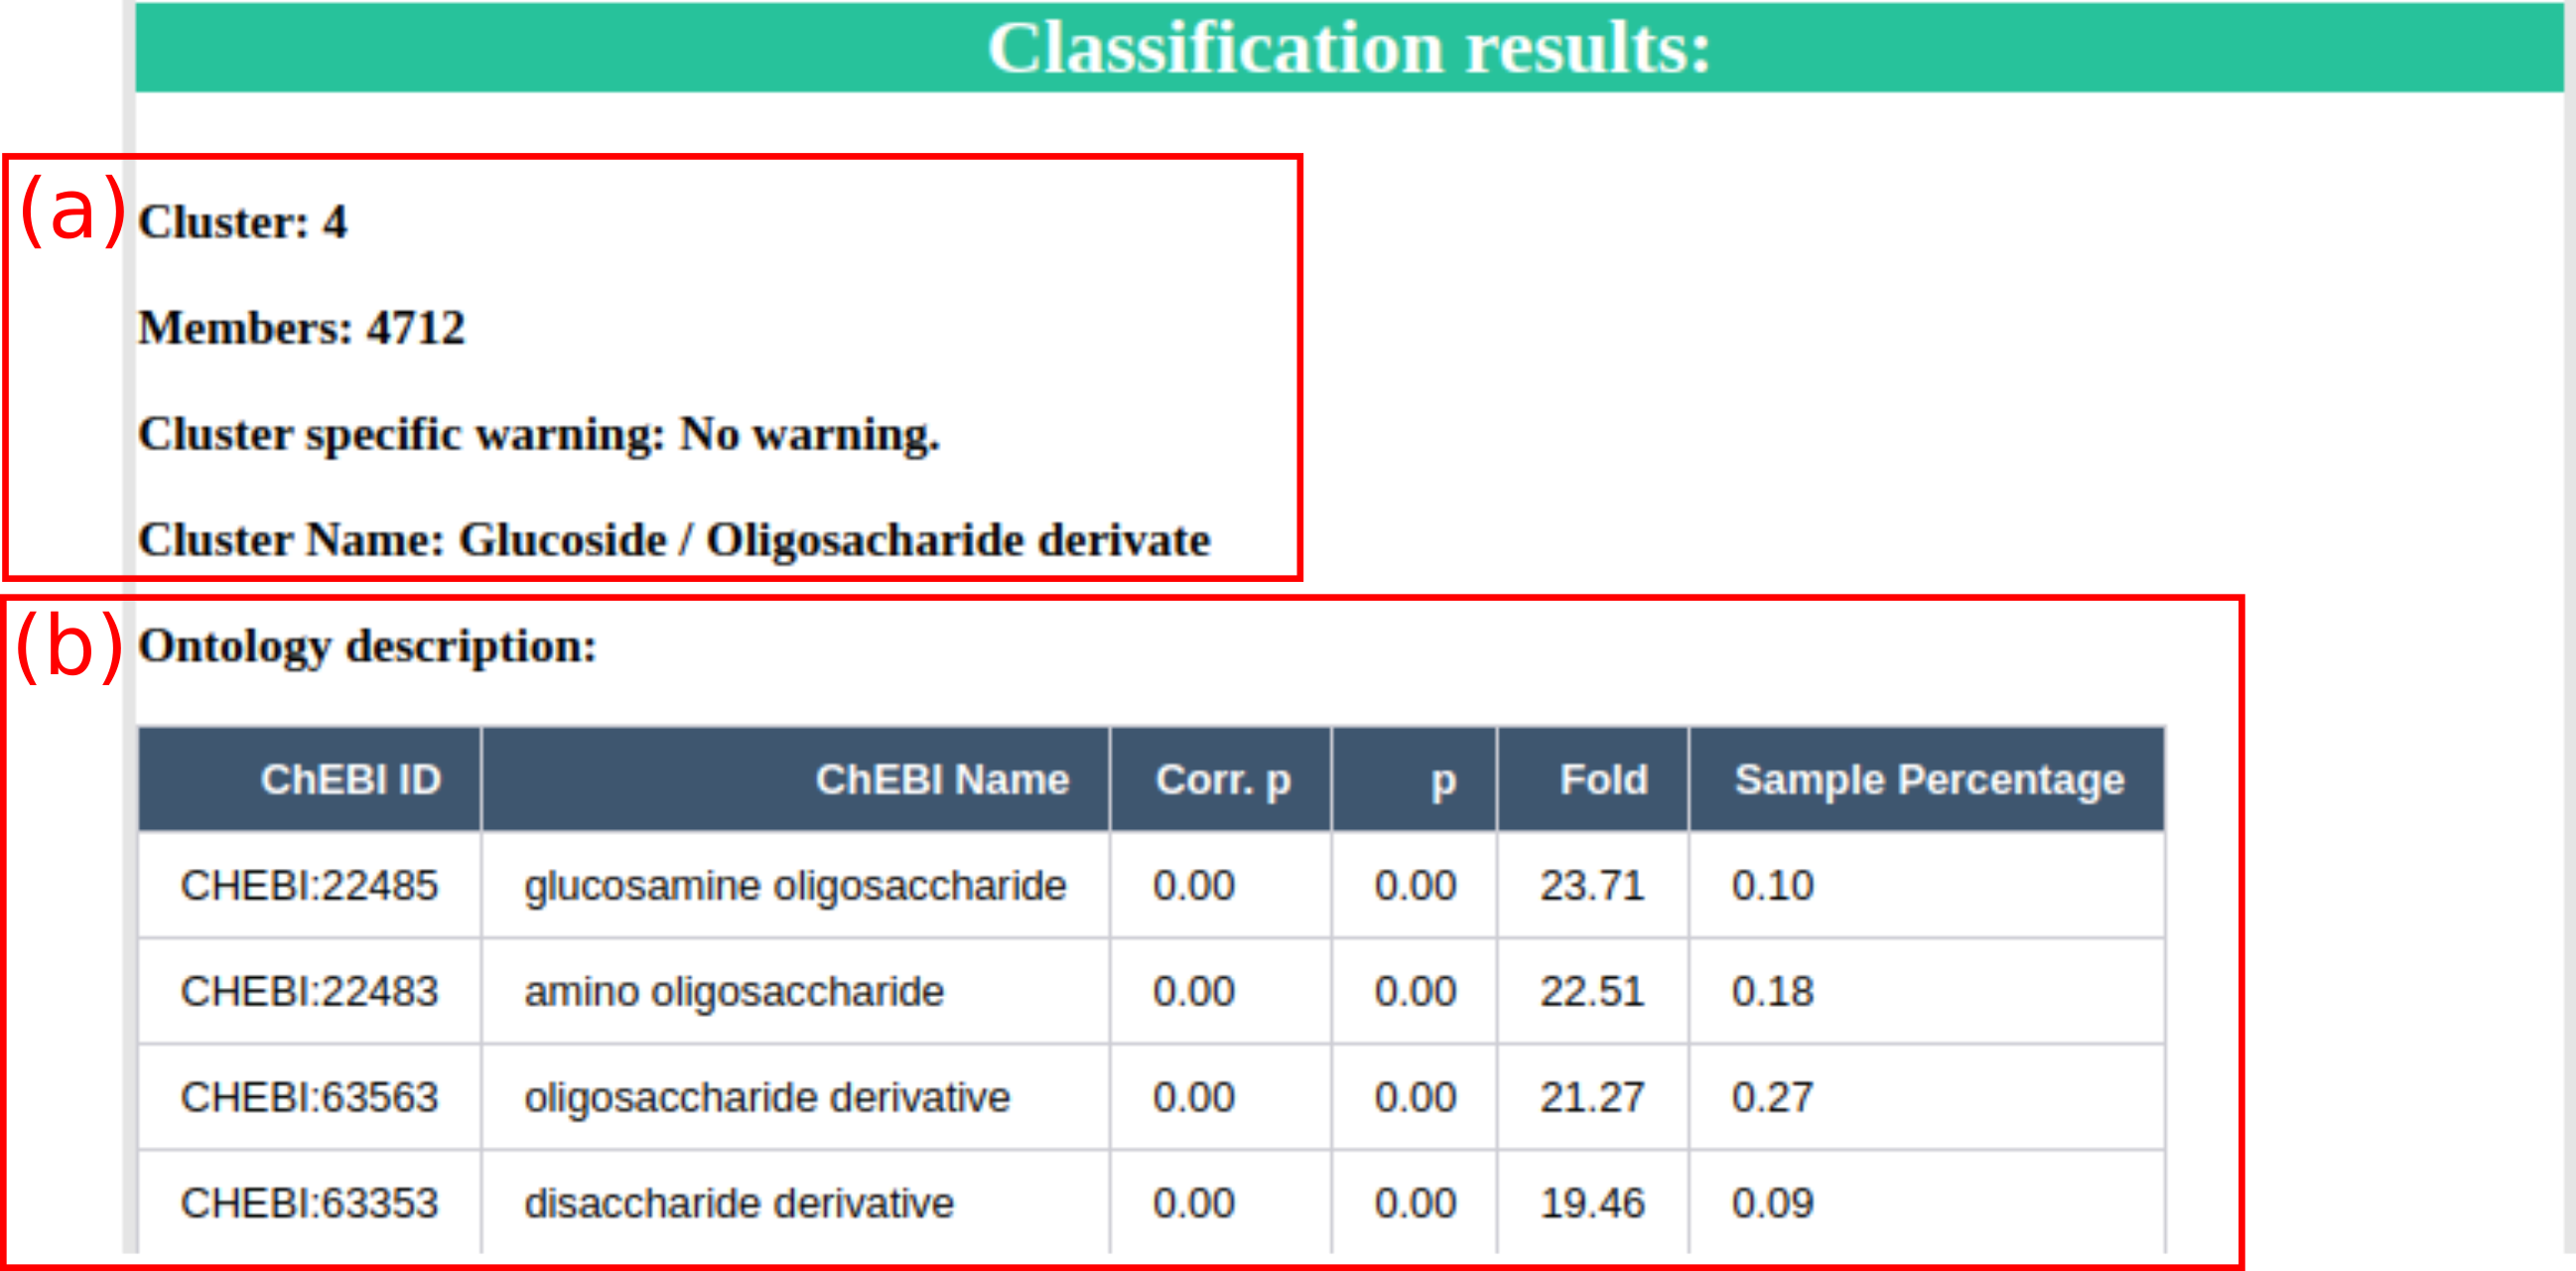 Classification results:
(a)
Cluster: 4
Members: 4712
Cluster specific warning: No warning.
Cluster Name: Glucoside / Oligosacharide derivate
(b)
Ontology description:
ChEBI ID ChEBI Name Corr. p p Fold Sample Percentage
CHEBI:22485 glucosamine oligosaccharide 0.00 0.00 23.71 0.10
CHEBI:22483 amino oligosaccharide 0.00 0.00 22.51 0.18
CHEBI:63563 oligosaccharide derivative 0.00 0.00 21.27 0.27
CHEBI:63353 disaccharide derivative 0.00 0.00 19.46 0.09